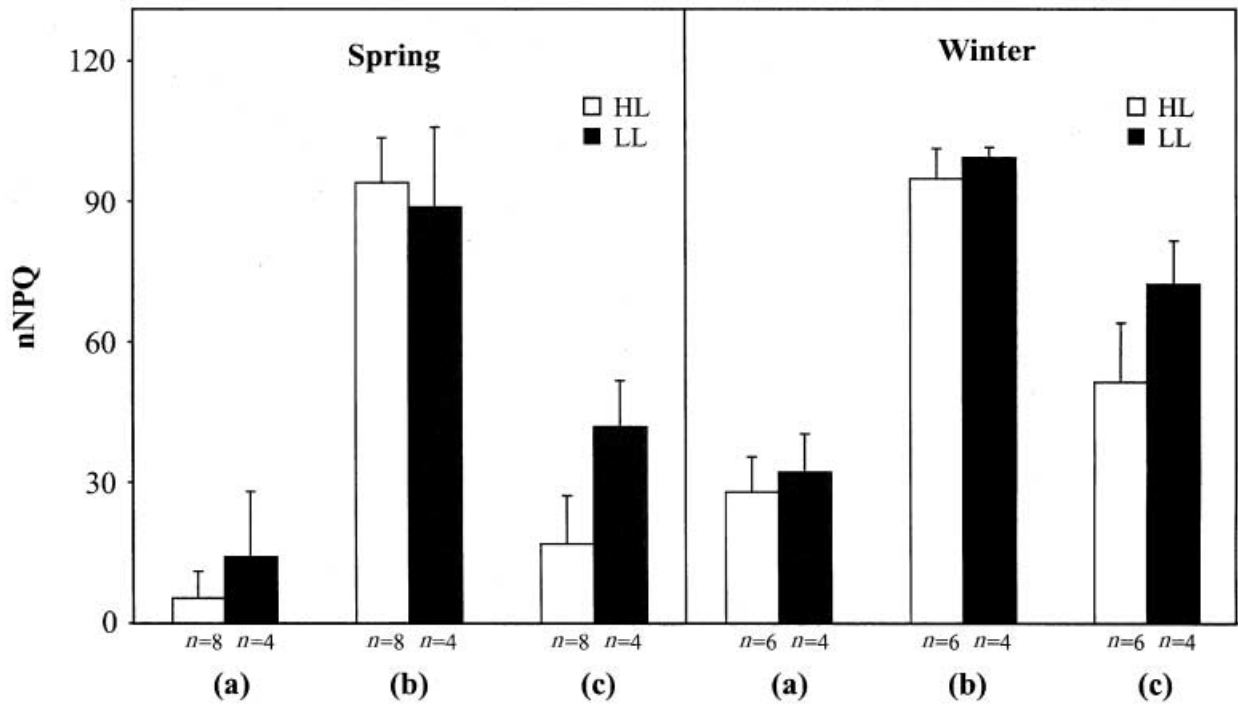 Spring
HL
LL
Winter
HL
LL
nNPQ
120
90
60
30
0
n=8 n=4
n=8 n=4
n=8 n=4
n=6 n=4
n=6 n=4
n=6 n=4
(a)
(b)
(c)
(a)
(b)
(c)